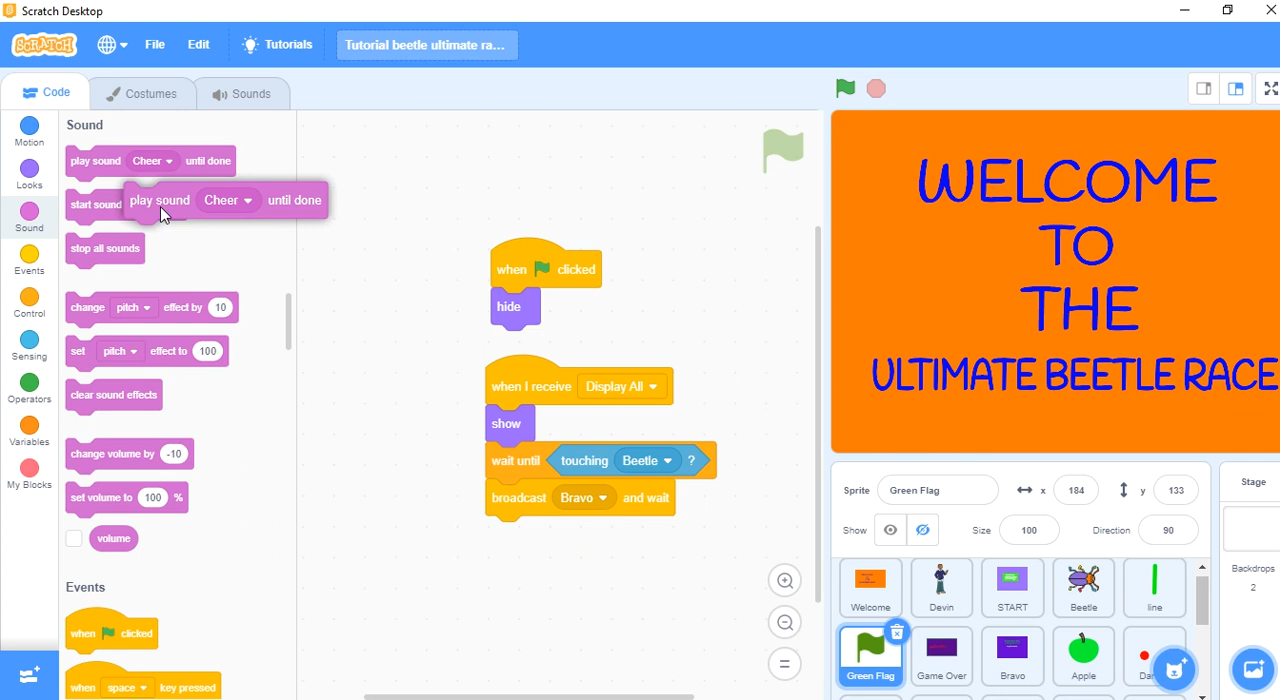 Scratch Desktop
SCRATCH File Edit Tutorials Tutorial beetle ultimate ra...
Code Costumes Sounds
Motion
Looks
Sound
Events
Control
Sensing
Operators
Variables
My Blocks
Sound
play sound Cheer until done
start sound
play sound Cheer until done
stop all sounds
change pitch effect by 10
set pitch effect to 100
clear sound effects
change volume by -10
set volume to 100 %
volume
Events
when clicked
when space key pressed
when clicked
hide
when I receive Display All
show
wait until touching Beetle ?
broadcast Bravo and wait
WELCOME
TO
THE
ULTIMATE BEETLE RACE
Sprite Green Flag x 184 y 133
Show Size 100 Direction 90
Welcome Devin START Beetle line
Green Flag Game Over Bravo Apple
Stage
Backdrops
2